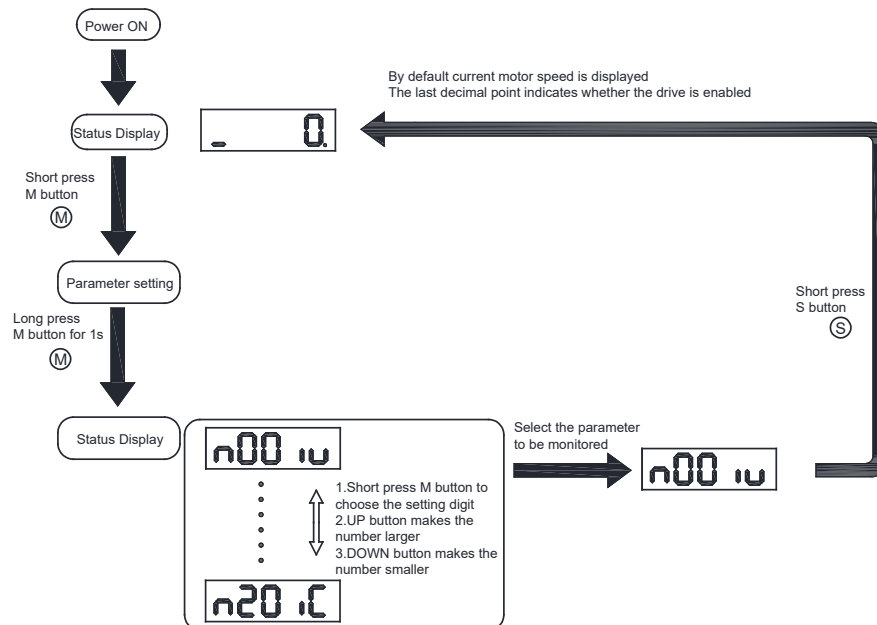 Power ON
By default current motor speed is displayed
The last decimal point indicates whether the drive is enabled
Status Display
0.
Short press
M button
M
Parameter setting
Long press
M button for 1s
M
Short press
S button
S
Status Display
n00 iu
Select the parameter
to be monitored
n00 iu
1.Short press M button to
choose the setting digit
2.UP button makes the
number larger
3.DOWN button makes the
number smaller
n20 iC